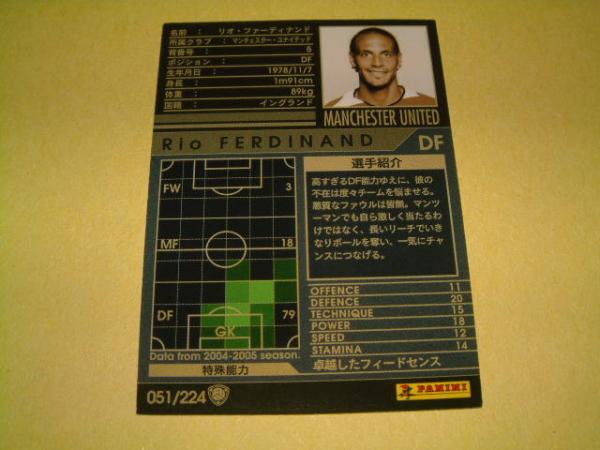 名前 : リオ・ファーディナンド
所属クラブ : マンチェスター・ユナイテッド
背番号 : 5
ポジション : DF
生年月日 : 1978/11/7
身長 : 1m91cm
体重 : 89kg
国籍 : イングランド
MANCHESTER UNITED
Rio FERDINAND DF
FW 3
MF 18
DF 79
GK
Data from 2004-2005 season.
特殊能力
選手紹介
高すぎるDF能力ゆえに、彼の
不在は度々チームを悩ませる。
悪質なファウルは皆無。マンツ
ーマンでも自ら激しく当たるわ
けではなく、長いリーチでいき
なりボールを奪い、一気にチャ
ンスにつなげる。
OFFENCE 11
DEFENCE 20
TECHNIQUE 15
POWER 18
SPEED 12
STAMINA 14
卓越したフィードセンス
051/224
PANINI